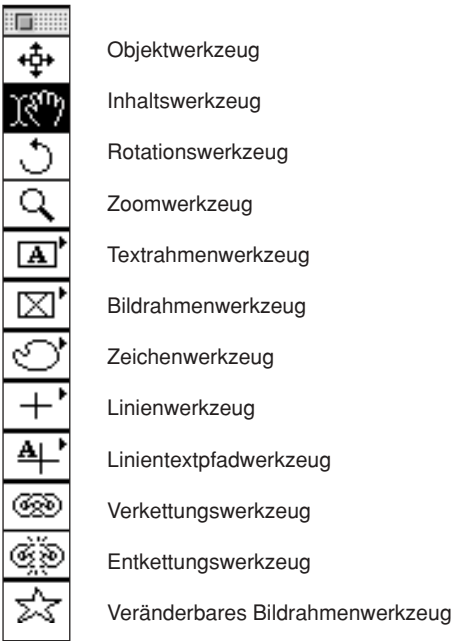 Objektwerkzeug
Inhaltswerkzeug
Rotationswerkzeug
Zoomwerkzeug
A Textrahmenwerkzeug
Bildrahmenwerkzeug
Zeichenwerkzeug
Linienwerkzeug
A Linientextpfadwerkzeug
Verkettungswerkzeug
Entkettungswerkzeug
Veränderbares Bildrahmenwerkzeug